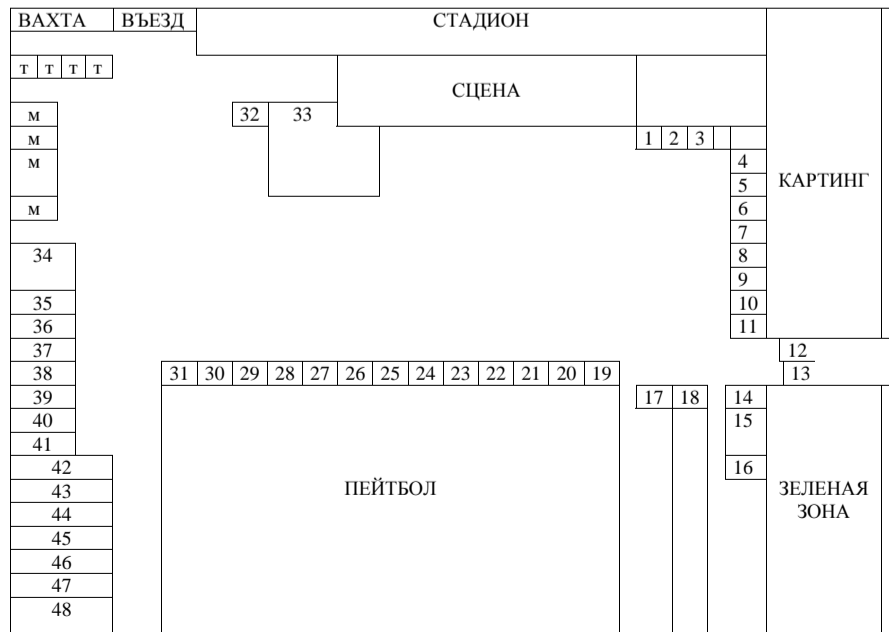 ВАХТА ВЪЕЗД СТАДИОН
т т т т
СЦЕНА
м 32 33
м 1 2 3
м 4
КАРТИНГ
5
м 6
7
34 8
9
35 10
36 11
37 12
38 31 30 29 28 27 26 25 24 23 22 21 20 19 13
39 17 18 14
40 15
41
42 16
43 ПЕЙТБОЛ ЗЕЛЕНАЯ
44 ЗОНА
45
46
47
48